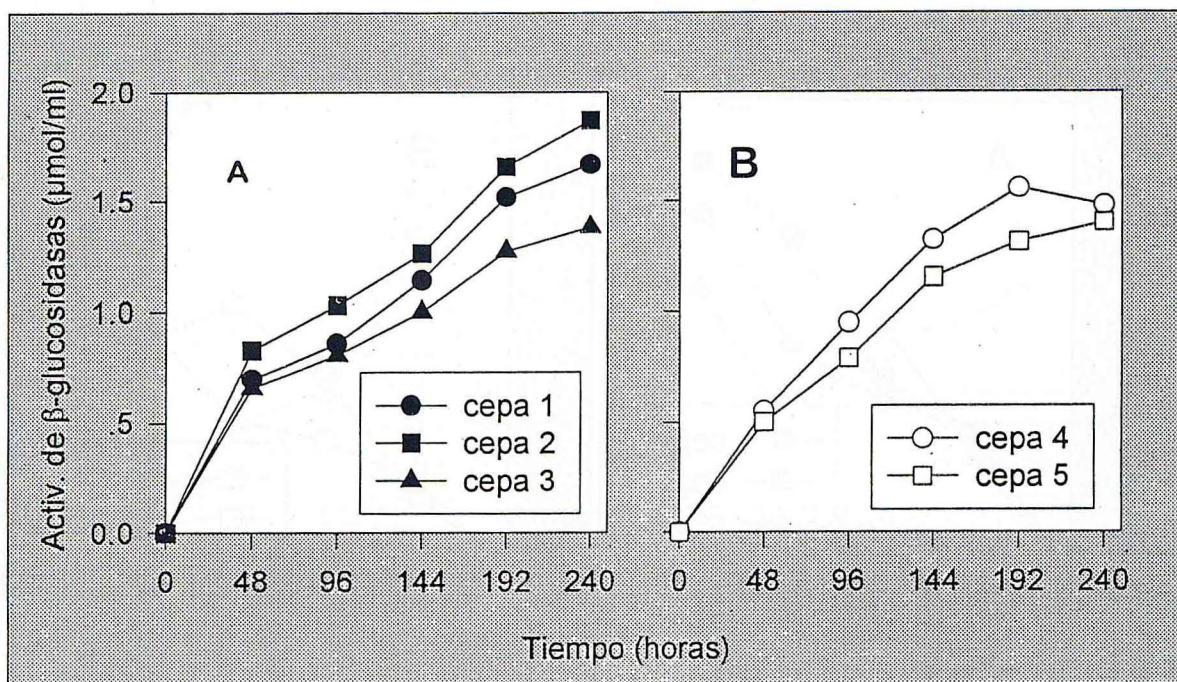 Activ. de β-glucosidasas (μmol/ml)
2.0
1.5
1.0
.5
0.0
A
cepa 1
cepa 2
cepa 3
0 48 96 144 192 240
B
cepa 4
cepa 5
0 48 96 144 192 240
Tiempo (horas)